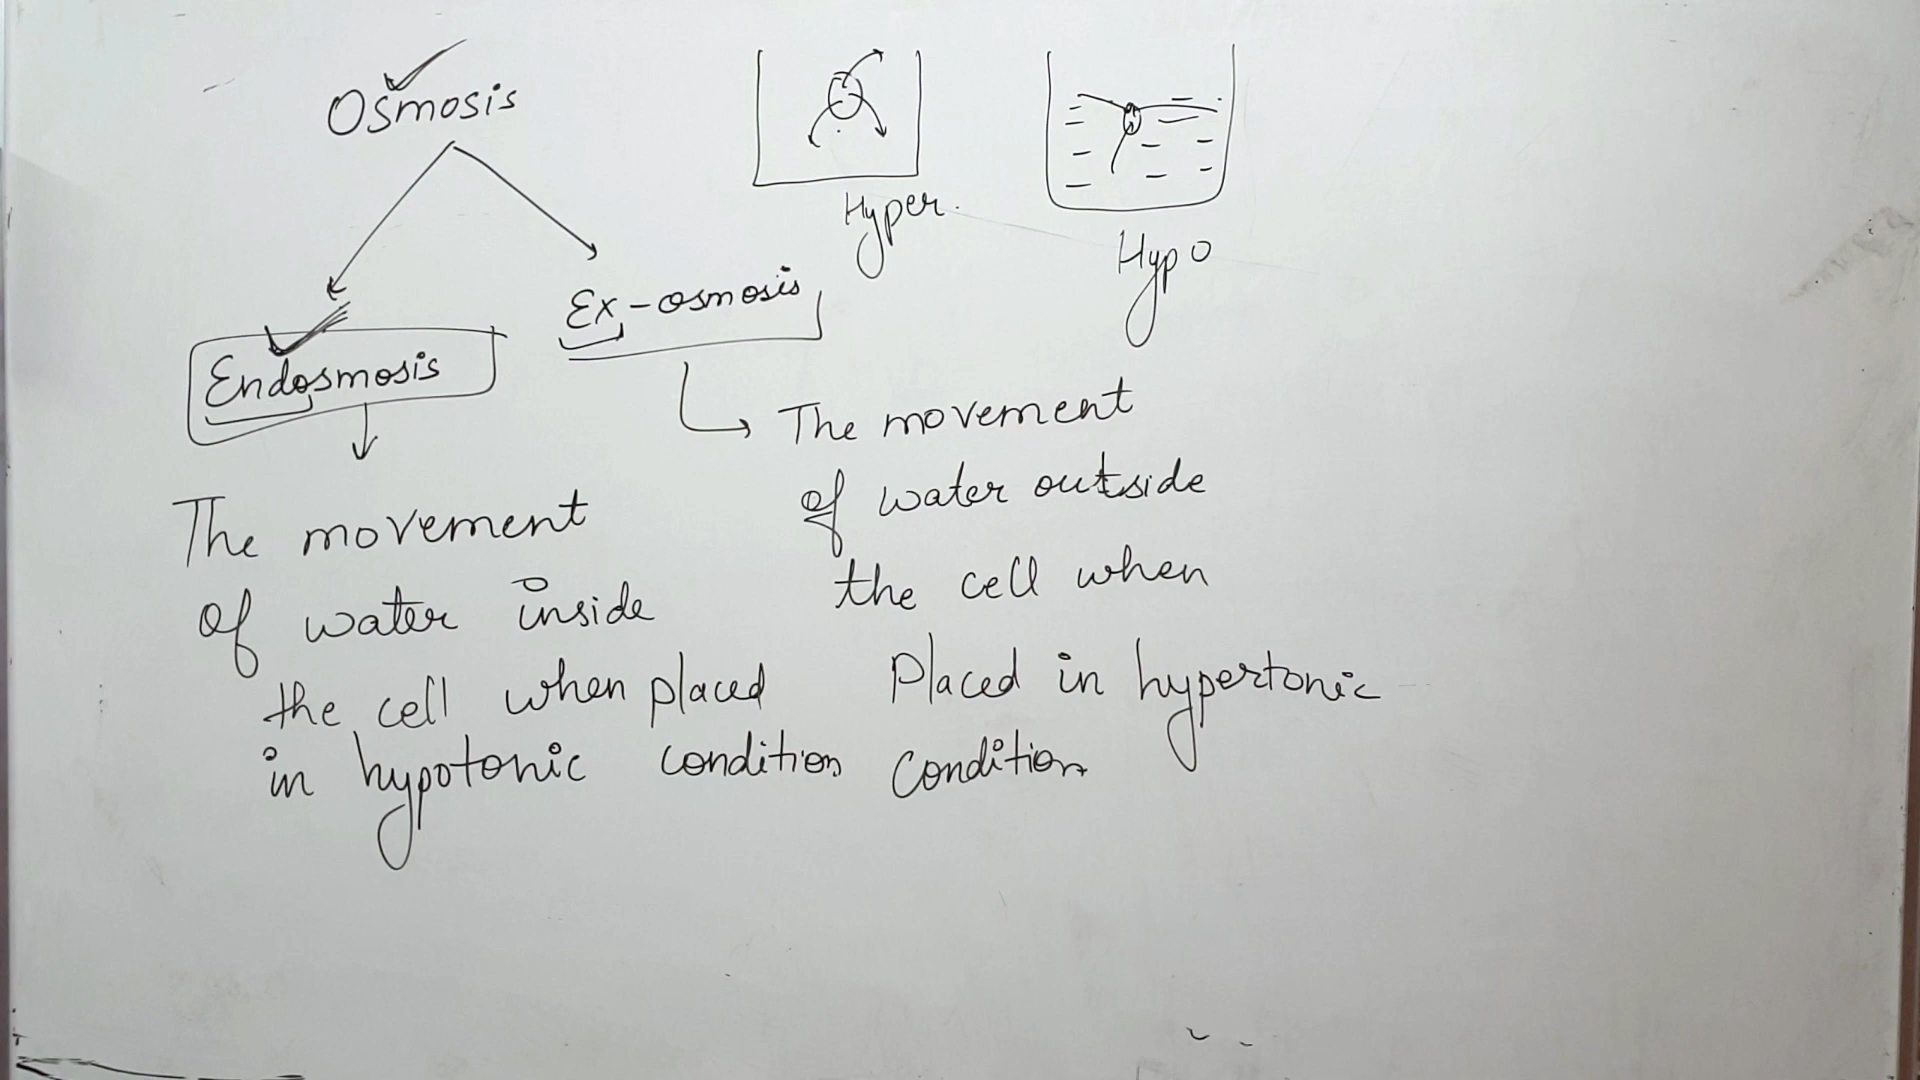 Osmosis
Hyper.
Hypo
Endosmosis
Ex-osmosis
The movement
of water inside
the cell when placed
in hypotonic condition
The movement
of water outside
the cell when
Placed in hypertonic
Condition